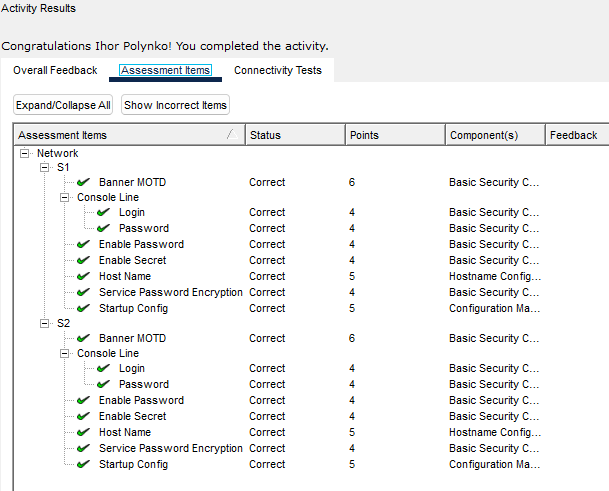 Activity Results
Congratulations Ihor Polynko! You completed the activity.
Overall Feedback Assessment Items Connectivity Tests
Expand/Collapse All Show Incorrect Items
Assessment Items Status Points Component(s) Feedback
Network
S1
Banner MOTD Correct 6 Basic Security C...
Console Line
Login Correct 4 Basic Security C...
Password Correct 4 Basic Security C...
Enable Password Correct 4 Basic Security C...
Enable Secret Correct 4 Basic Security C...
Host Name Correct 5 Hostname Config...
Service Password Encryption Correct 4 Basic Security C...
Startup Config Correct 5 Configuration Ma...
S2
Banner MOTD Correct 6 Basic Security C...
Console Line
Login Correct 4 Basic Security C...
Password Correct 4 Basic Security C...
Enable Password Correct 4 Basic Security C...
Enable Secret Correct 4 Basic Security C...
Host Name Correct 5 Hostname Config...
Service Password Encryption Correct 4 Basic Security C...
Startup Config Correct 5 Configuration Ma...